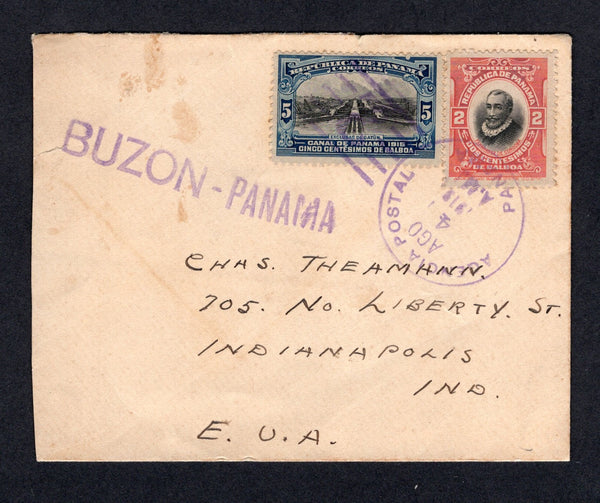 REPUBLICA DE PANAMA
CORREOS
5 5
ESCLUSAS DE GATUN
CANAL DE PANAMA 1915
CINCO CENTESIMOS DE BALBOA
CORREOS
REPUBLICA DE PANAMA
2 2
DOS CENTESIMOS
DE BALBOA
BUZON-PANAMA
AGENCIA POSTAL
AGO
4
A.M.
CHAS. THEAMANN.
705. NO. LIBERTY. ST.
INDIANAPOLIS
IND.
E. U. A.